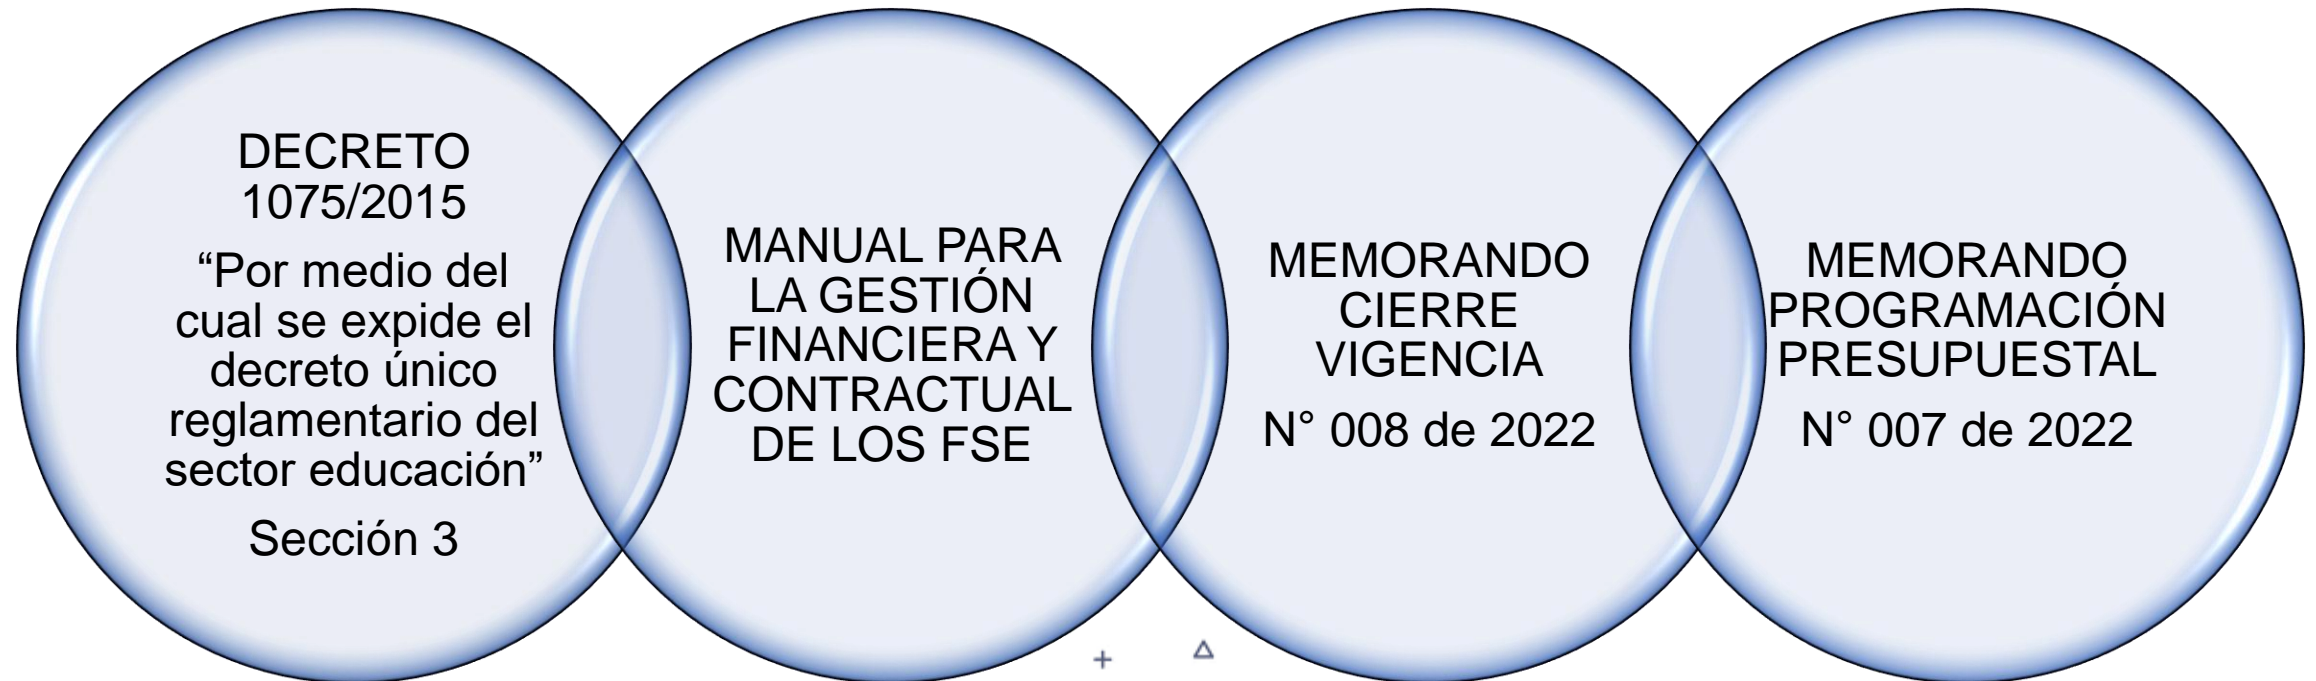 DECRETO
1075/2015
“Por medio del
cual se expide el
decreto único
reglamentario del
sector educación”
Sección 3
MANUAL PARA
LA GESTIÓN
FINANCIERA Y
CONTRACTUAL
DE LOS FSE
MEMORANDO
CIERRE
VIGENCIA
N° 008 de 2022
MEMORANDO
PROGRAMACIÓN
PRESUPUESTAL
N° 007 de 2022